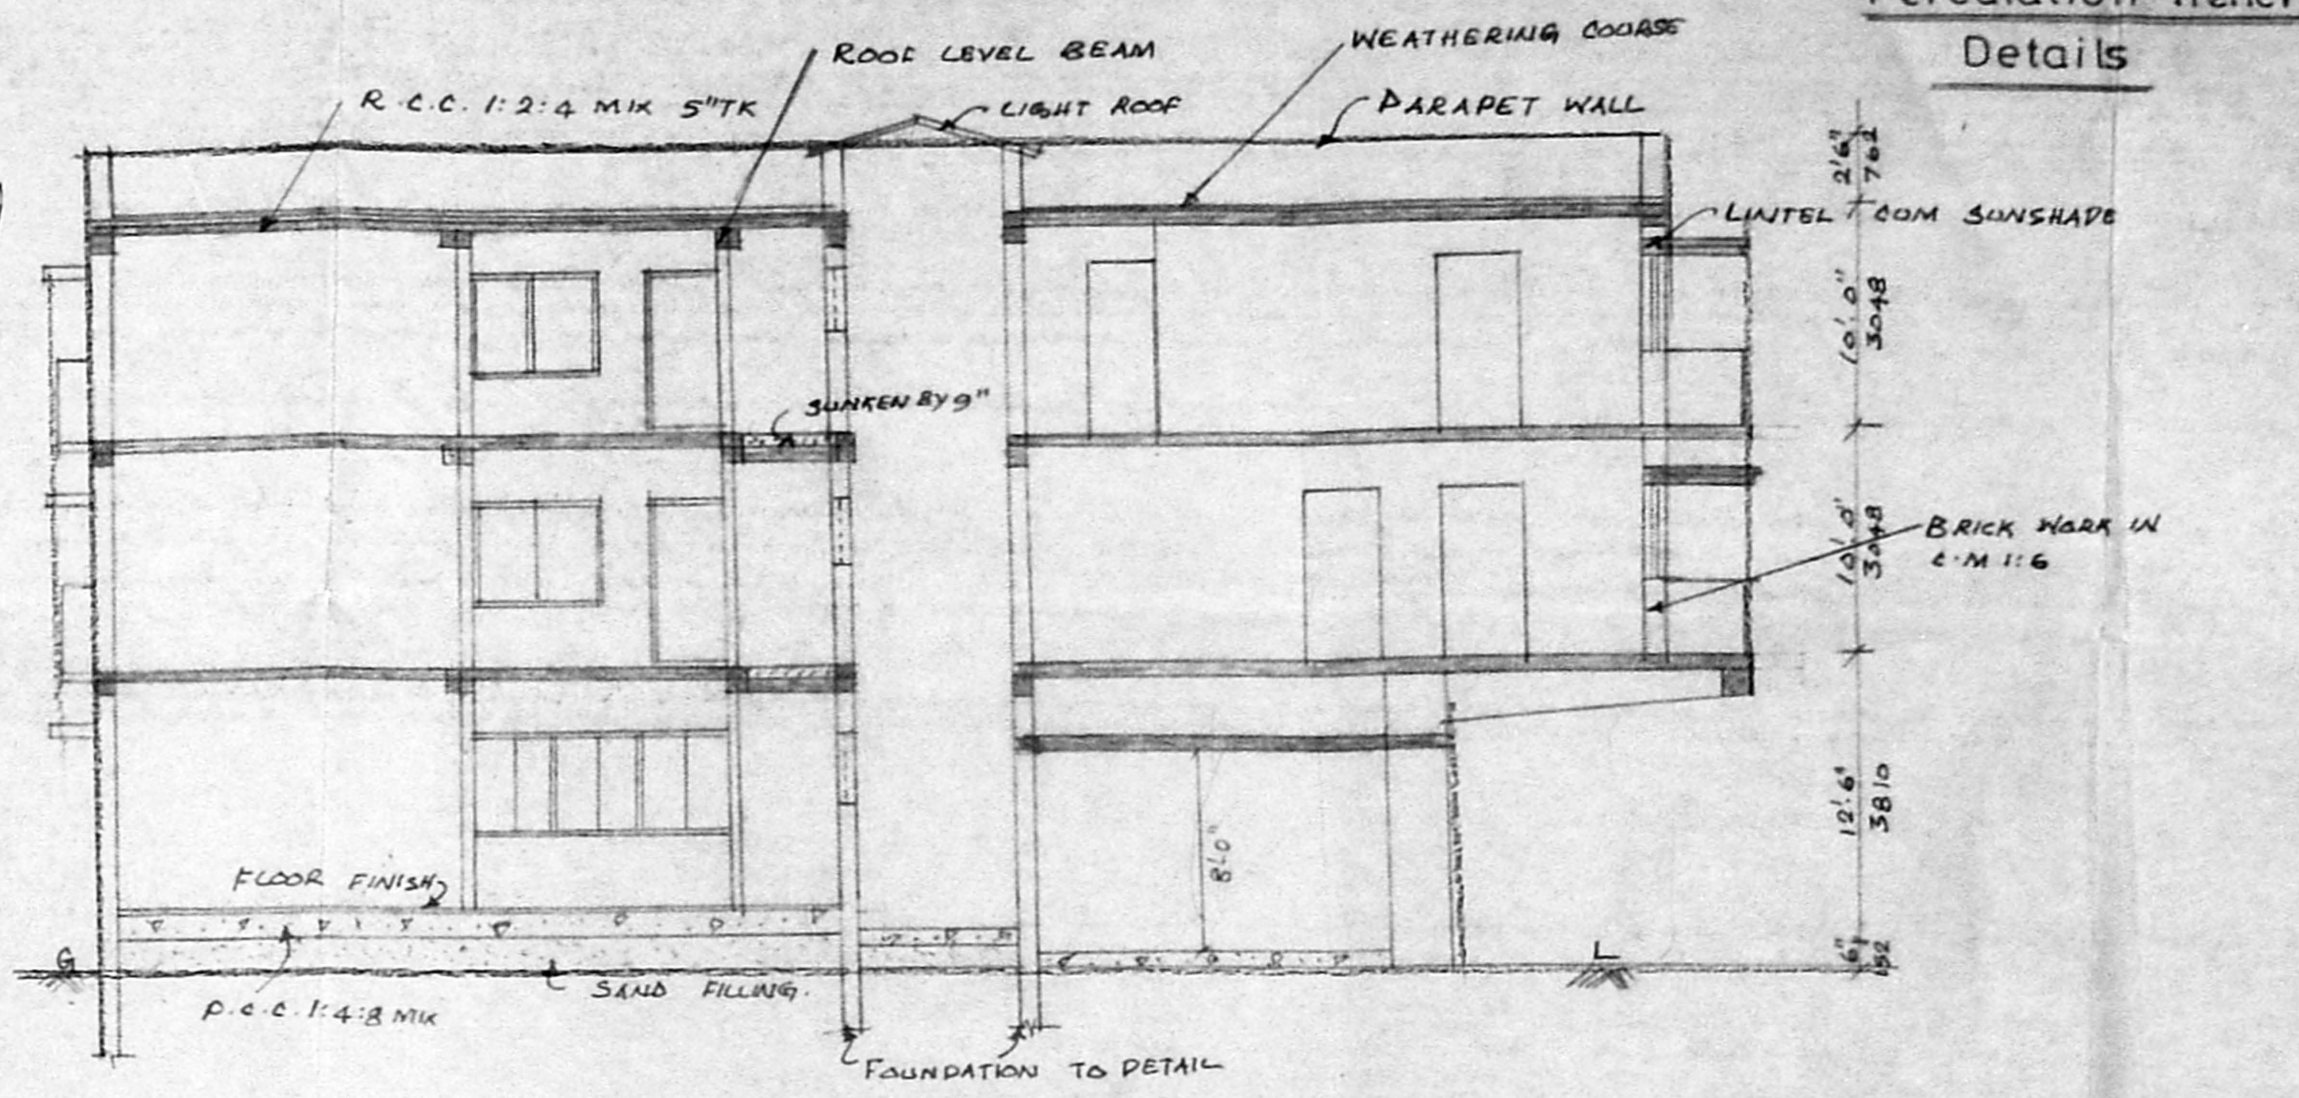 Details
ROOF LEVEL BEAM
WEATHERING COURSE
R.C.C. 1:2:4 MIX 5"TK
LIGHT ROOF
PARAPET WALL
2'6"
762
LINTEL CUM SUNSHADE
10'.0"
3048
SUNKEN BY 9"
10'.0"
3048
BRICK WORK IN
C.M 1:6
12'.6"
3810
8'.0"
FLOOR FINISH
6"
152
G
L
SAND FILLING.
P.C.C. 1:4:8 MIX
FOUNDATION TO DETAIL